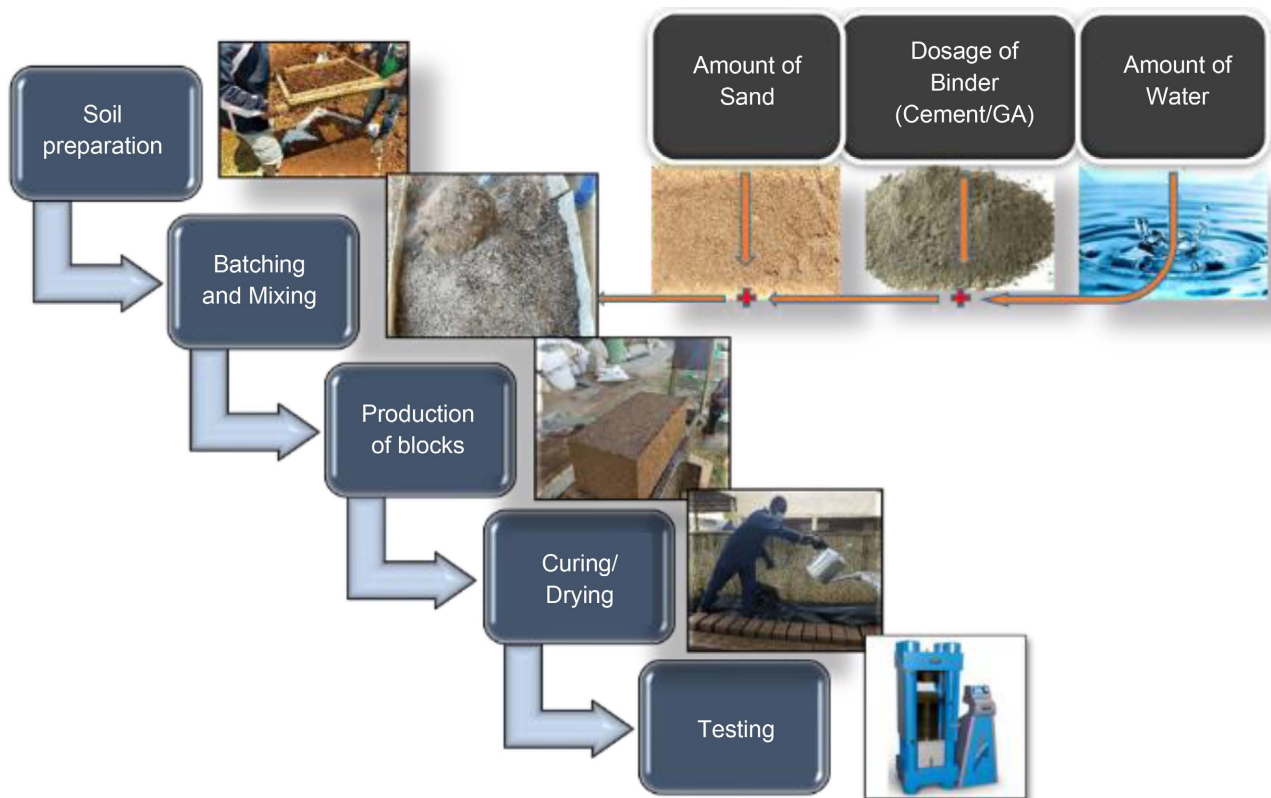 Soil
preparation
Batching
and Mixing
Production
of blocks
Curing/
Drying
Testing
Amount of
Sand
Dosage of
Binder
(Cement/GA)
Amount of
Water